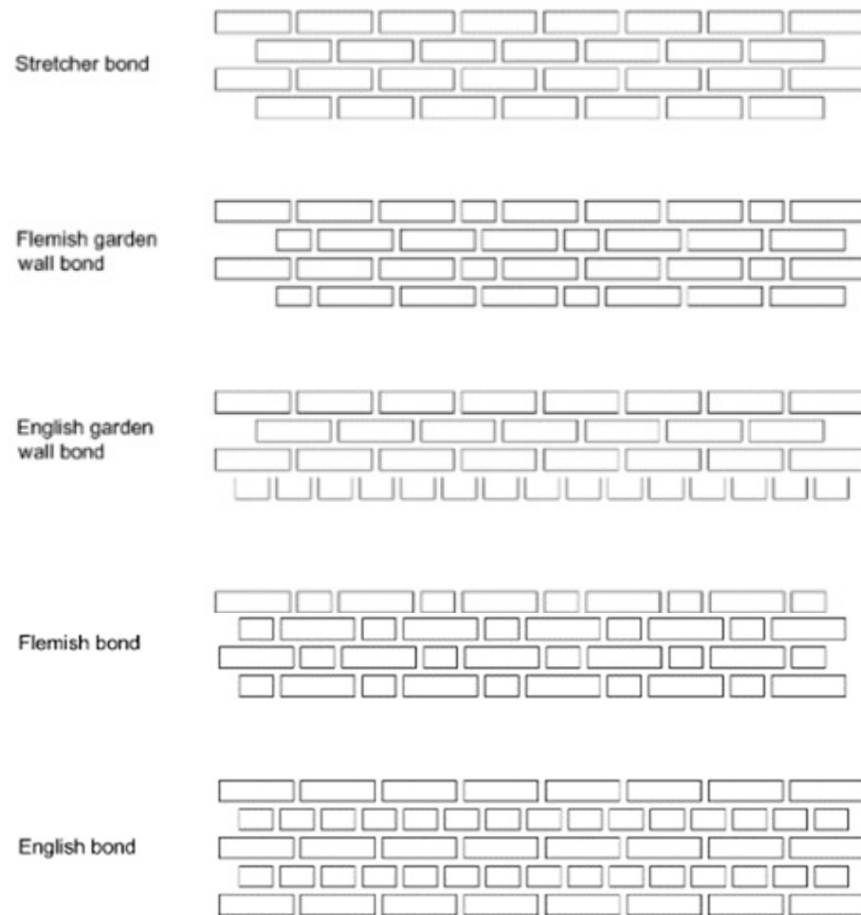 Stretcher bond
Flemish garden
wall bond
English garden
wall bond
Flemish bond
English bond